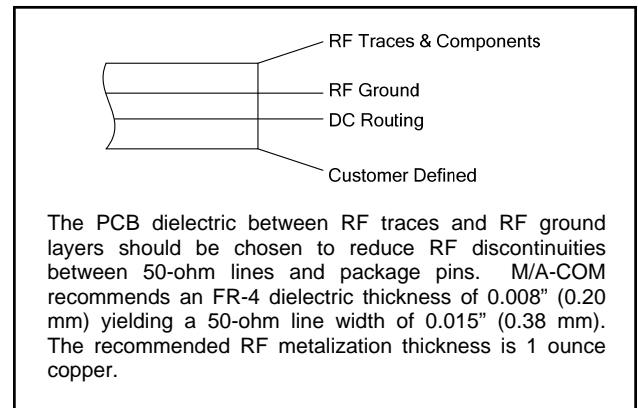 RF Traces & Components
RF Ground
DC Routing
Customer Defined
The PCB dielectric between RF traces and RF ground
layers should be chosen to reduce RF discontinuities
between 50-ohm lines and package pins. M/A-COM
recommends an FR-4 dielectric thickness of 0.008” (0.20
mm) yielding a 50-ohm line width of 0.015” (0.38 mm).
The recommended RF metalization thickness is 1 ounce
copper.